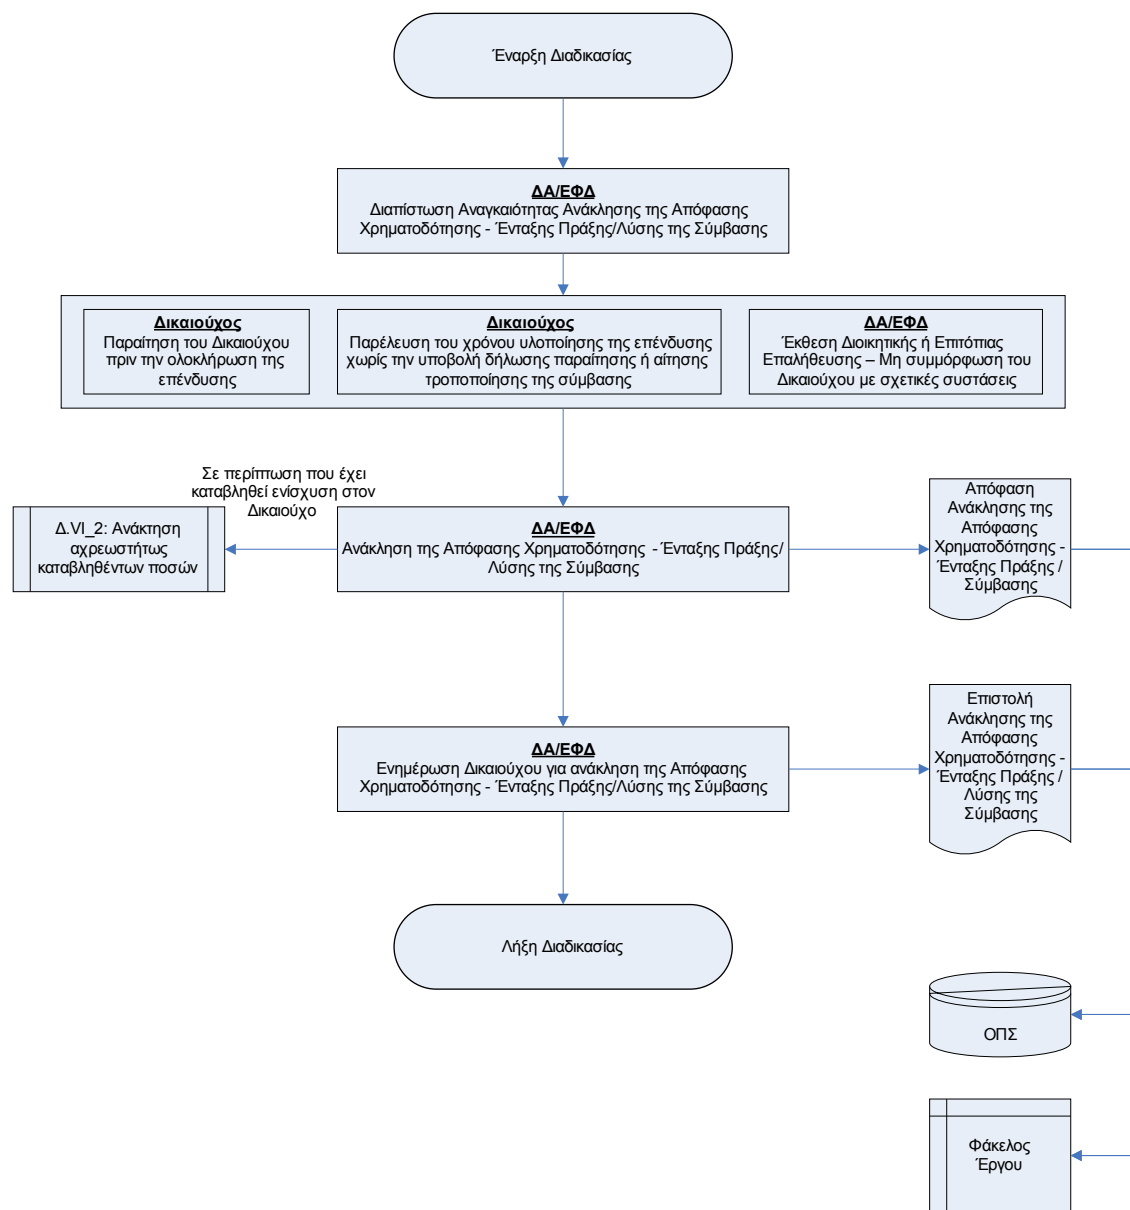 Έναρξη Διαδικασίας
ΔΑ/ΕΦΔ
Διαπίστωση Αναγκαιότητας Ανάκλησης της Απόφασης
Χρηματοδότησης - Ένταξης Πράξης/Λύσης της Σύμβασης
Δικαιούχος
Παραίτηση του Δικαιούχου
πριν την ολοκλήρωση της
επένδυσης
Δικαιούχος
Παρέλευση του χρόνου υλοποίησης της επένδυσης
χωρίς την υποβολή δήλωσης παραίτησης ή αίτησης
τροποποίησης της σύμβασης
ΔΑ/ΕΦΔ
Έκθεση Διοικητικής ή Επιτόπιας
Επαλήθευσης – Μη συμμόρφωση του
Δικαιούχου με σχετικές συστάσεις
Σε περίπτωση που έχει
καταβληθεί ενίσχυση στον
Δικαιούχο
Δ.VI_2: Ανάκτηση
αχρεωστήτως
καταβληθέντων ποσών
ΔΑ/ΕΦΔ
Ανάκληση της Απόφασης Χρηματοδότησης - Ένταξης Πράξης/
Λύσης της Σύμβασης
Απόφαση
Ανάκλησης της
Απόφασης
Χρηματοδότησης -
Ένταξης Πράξης /
Σύμβασης
ΔΑ/ΕΦΔ
Ενημέρωση Δικαιούχου για ανάκληση της Απόφασης
Χρηματοδότησης - Ένταξης Πράξης/Λύσης της Σύμβασης
Επιστολή
Ανάκλησης της
Απόφασης
Χρηματοδότησης -
Ένταξης Πράξης /
Λύσης της
Σύμβασης
Λήξη Διαδικασίας
ΟΠΣ
Φάκελος
Έργου